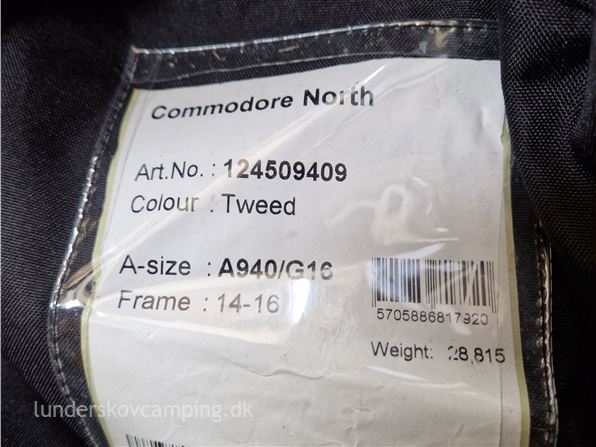 Commodore North
Art.No. : 124509409
Colour : Tweed
A-size : A940/G16
Frame : 14-16
5705886817920
Weight: 28,815
lunderskovcamping.dk